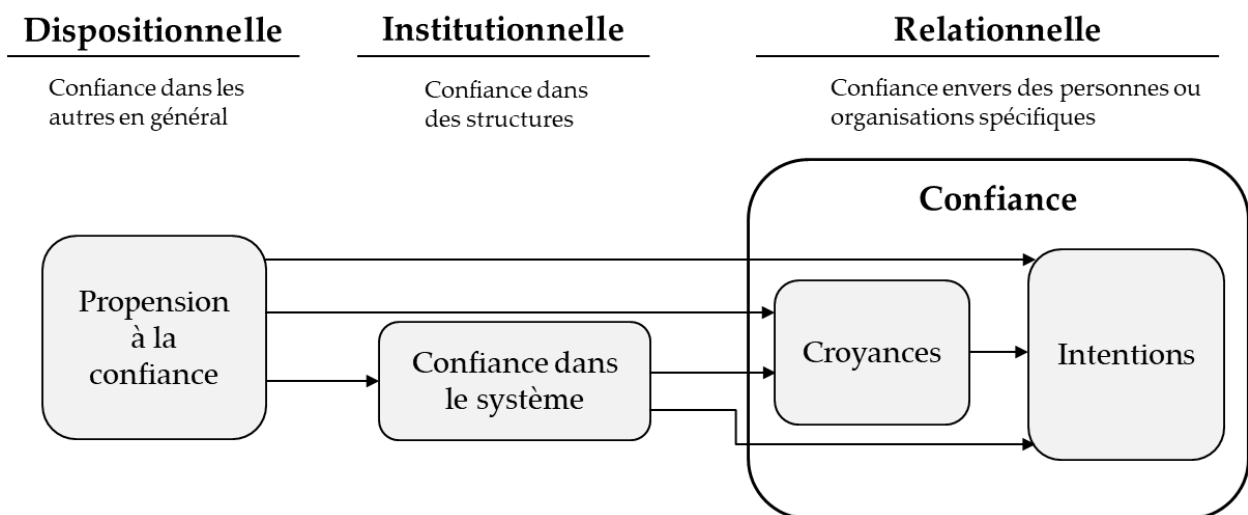 Dispositionnelle
Institutionnelle
Relationnelle
Confiance dans les
autres en général
Confiance dans
des structures
Confiance envers des personnes ou
organisations spécifiques
Confiance
Propension
à la
confiance
Confiance dans
le système
Croyances
Intentions